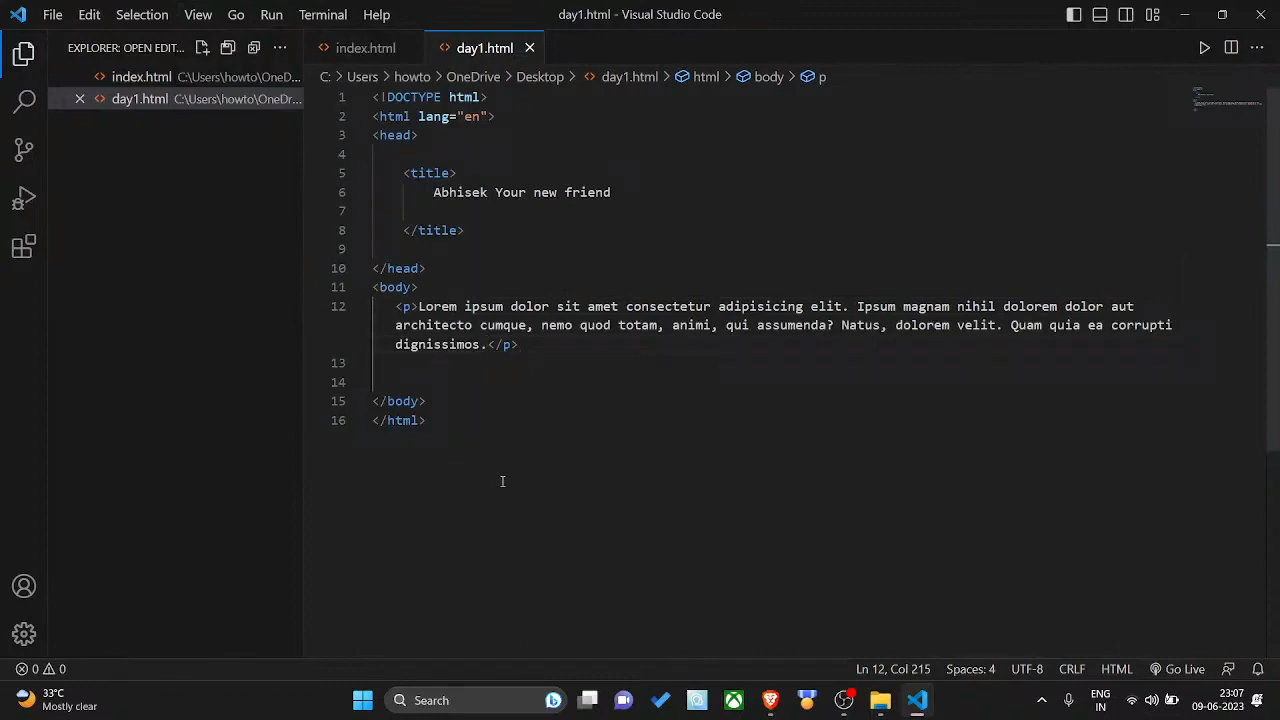 File Edit Selection View Go Run Terminal Help day1.html - Visual Studio Code
EXPLORER: OPEN EDIT...
index.html day1.html
index.html C:\Users\howto\OneD...
day1.html C:\Users\howto\OneDr...
C: > Users > howto > OneDrive > Desktop > day1.html > html > body > p
1 <!DOCTYPE html>
2 <html lang="en">
3 <head>
4
5 <title>
6 Abhisek Your new friend
7
8 </title>
9
10 </head>
11 <body>
12 <p>Lorem ipsum dolor sit amet consectetur adipisicing elit. Ipsum magnam nihil dolorem dolor aut
architecto cumque, nemo quod totam, animi, qui assumenda? Natus, dolorem velit. Quam quia ea corrupti
dignissimos.</p>
13
14
15 </body>
16 </html>
0 0 Ln 12, Col 215 Spaces: 4 UTF-8 CRLF HTML Go Live
33°C
Mostly clear
Search
ENG
IN
23:07
09-06-2023